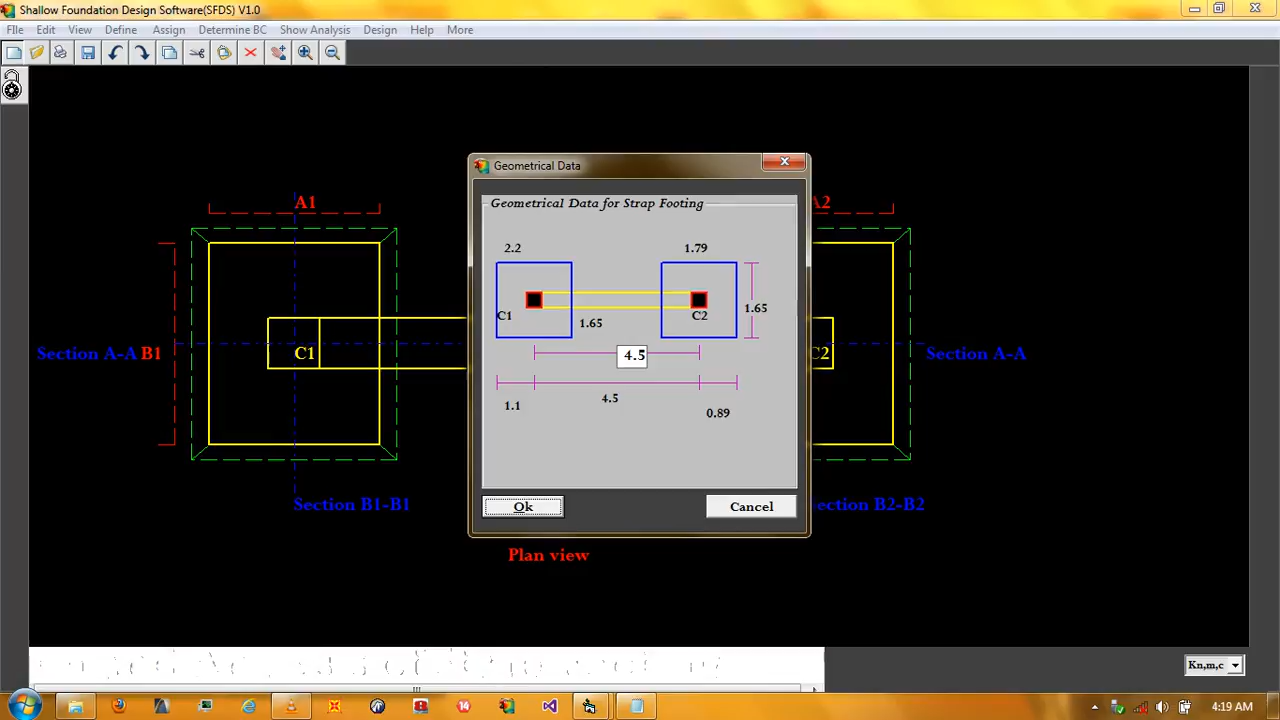 Shallow Foundation Design Software(SFDS) V1.0
FIle Edit View Define Assign Determine BC Show Analysis Design Help More
A1
Section A-A
B1
C1
Section B1-B1
Geometrical Data
Geometrical Data for Strap Footing
2.2
1.79
C1
1.65
C2
1.65
4.5
1.1
4.5
0.89
Ok
Cancel
A2
C2
Section A-A
ection B2-B2
Plan view
Kn,m,c
4:19 AM